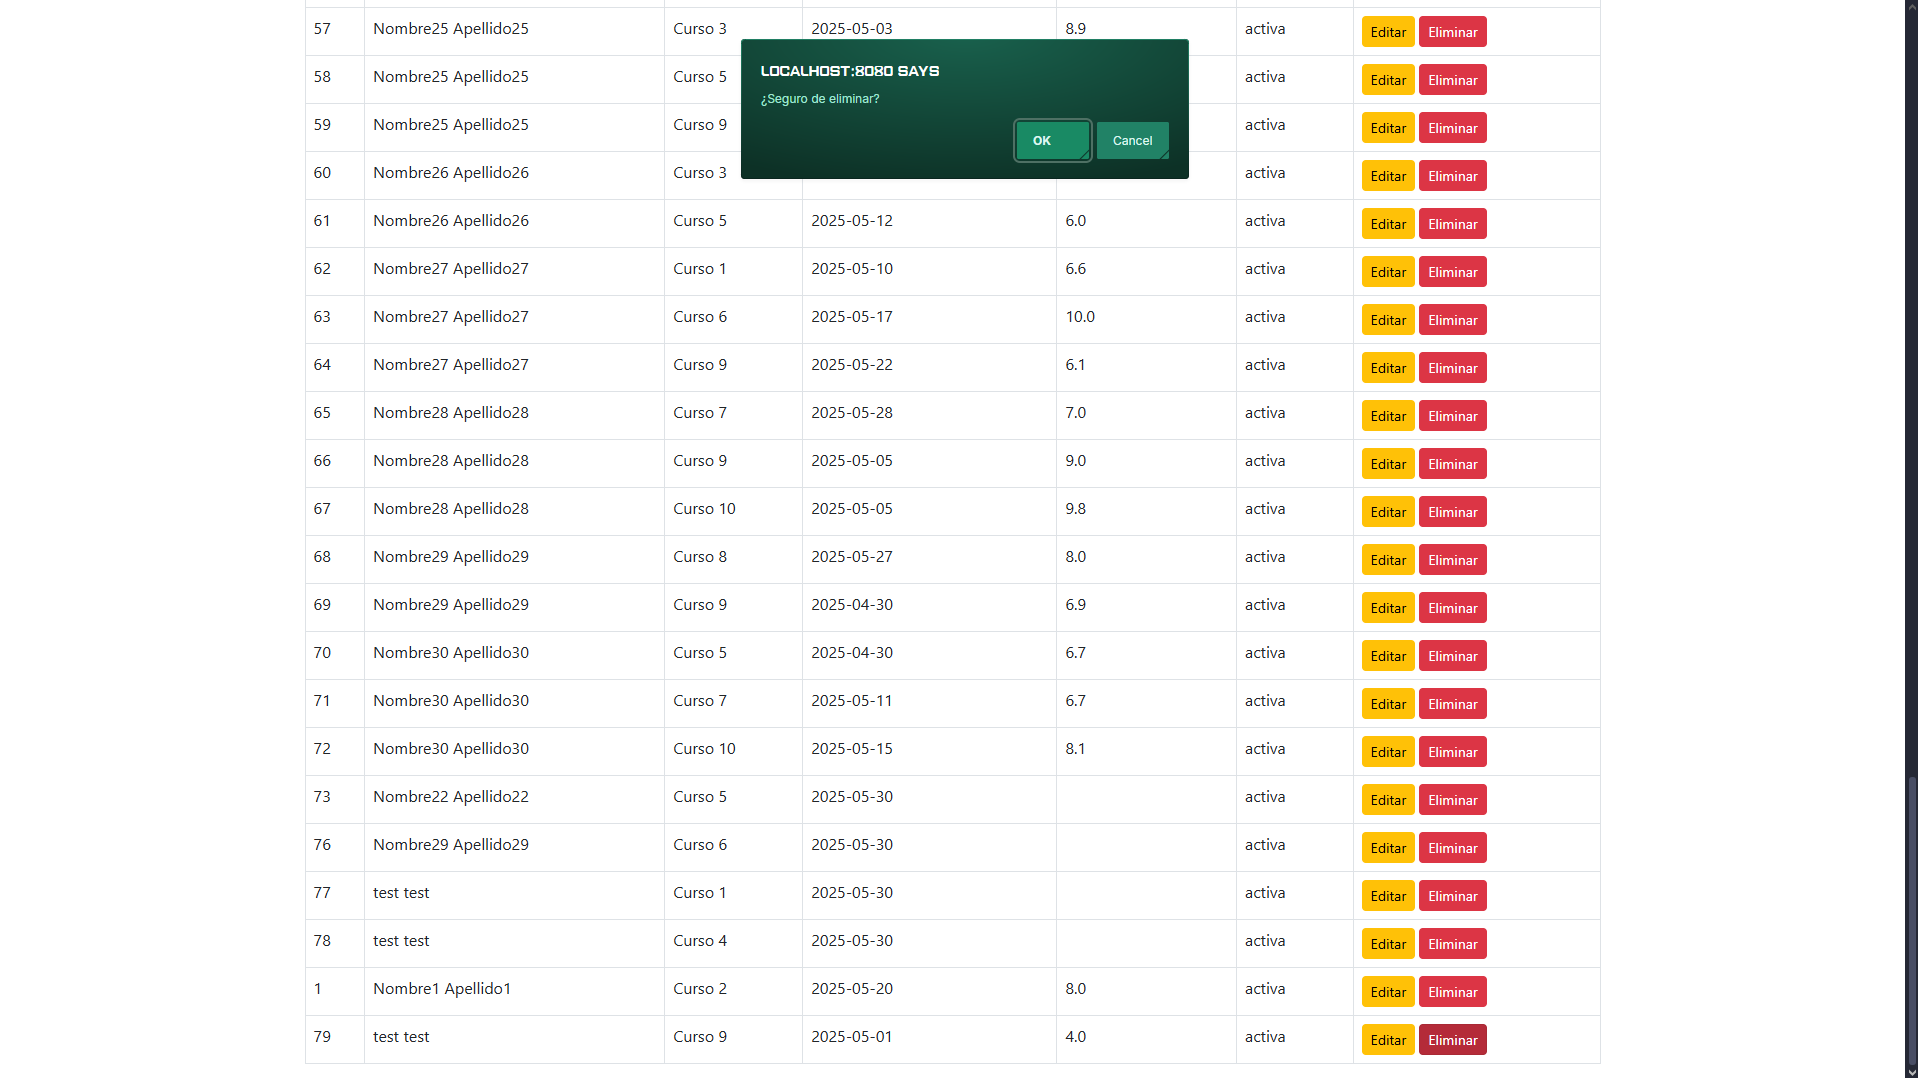 57 Nombre25 Apellido25 Curso 3 2025-05-03 8.9 activa Editar Eliminar
LOCALHOST:8080 SAYS
58 Nombre25 Apellido25 Curso 5 activa Editar Eliminar
¿Seguro de eliminar?
59 Nombre25 Apellido25 Curso 9 activa Editar Eliminar
OK Cancel
60 Nombre26 Apellido26 Curso 3 activa Editar Eliminar
61 Nombre26 Apellido26 Curso 5 2025-05-12 6.0 activa Editar Eliminar
62 Nombre27 Apellido27 Curso 1 2025-05-10 6.6 activa Editar Eliminar
63 Nombre27 Apellido27 Curso 6 2025-05-17 10.0 activa Editar Eliminar
64 Nombre27 Apellido27 Curso 9 2025-05-22 6.1 activa Editar Eliminar
65 Nombre28 Apellido28 Curso 7 2025-05-28 7.0 activa Editar Eliminar
66 Nombre28 Apellido28 Curso 9 2025-05-05 9.0 activa Editar Eliminar
67 Nombre28 Apellido28 Curso 10 2025-05-05 9.8 activa Editar Eliminar
68 Nombre29 Apellido29 Curso 8 2025-05-27 8.0 activa Editar Eliminar
69 Nombre29 Apellido29 Curso 9 2025-04-30 6.9 activa Editar Eliminar
70 Nombre30 Apellido30 Curso 5 2025-04-30 6.7 activa Editar Eliminar
71 Nombre30 Apellido30 Curso 7 2025-05-11 6.7 activa Editar Eliminar
72 Nombre30 Apellido30 Curso 10 2025-05-15 8.1 activa Editar Eliminar
73 Nombre22 Apellido22 Curso 5 2025-05-30 activa Editar Eliminar
76 Nombre29 Apellido29 Curso 6 2025-05-30 activa Editar Eliminar
77 test test Curso 1 2025-05-30 activa Editar Eliminar
78 test test Curso 4 2025-05-30 activa Editar Eliminar
1 Nombre1 Apellido1 Curso 2 2025-05-20 8.0 activa Editar Eliminar
79 test test Curso 9 2025-05-01 4.0 activa Editar Eliminar